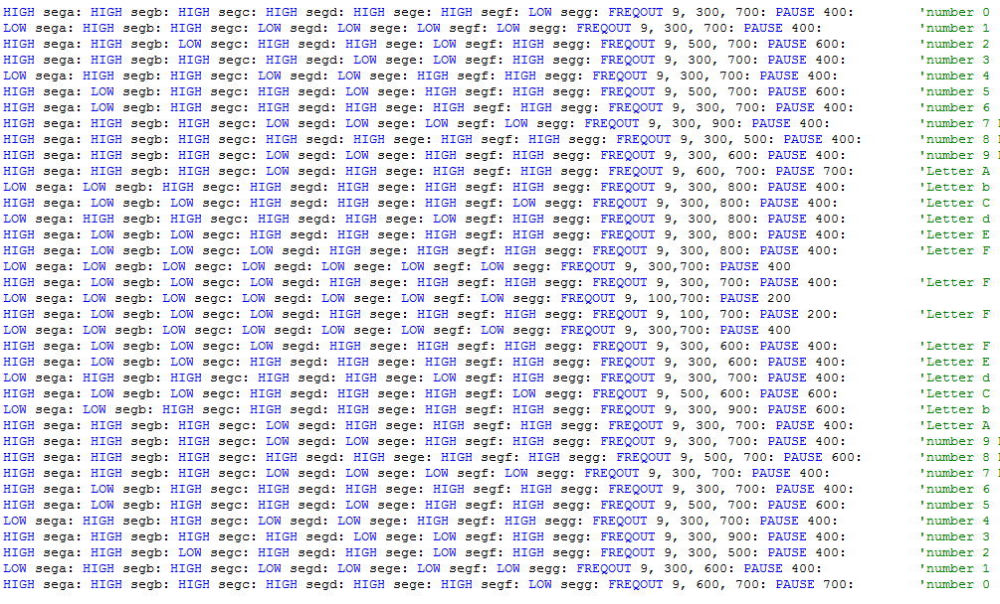 HIGH sega: HIGH segb: HIGH segc: HIGH segd: HIGH sege: HIGH segf: LOW segg: FREQOUT 9, 300, 700: PAUSE 400: 'number 0
LOW sega: HIGH segb: HIGH segc: LOW segd: LOW sege: LOW segf: LOW segg: FREQOUT 9, 300, 700: PAUSE 400: 'number 1
HIGH sega: HIGH segb: LOW segc: HIGH segd: HIGH sege: LOW segf: HIGH segg: FREQOUT 9, 500, 700: PAUSE 600: 'number 2
HIGH sega: HIGH segb: HIGH segc: HIGH segd: LOW sege: LOW segf: HIGH segg: FREQOUT 9, 300, 700: PAUSE 400: 'number 3
LOW sega: HIGH segb: HIGH segc: LOW segd: LOW sege: HIGH segf: HIGH segg: FREQOUT 9, 300, 700: PAUSE 400: 'number 4
HIGH sega: LOW segb: HIGH segc: HIGH segd: LOW sege: HIGH segf: HIGH segg: FREQOUT 9, 500, 700: PAUSE 600: 'number 5
HIGH sega: LOW segb: HIGH segc: HIGH segd: HIGH sege: HIGH segf: HIGH segg: FREQOUT 9, 300, 700: PAUSE 400: 'number 6
HIGH sega: HIGH segb: HIGH segc: LOW segd: LOW sege: LOW segf: LOW segg: FREQOUT 9, 300, 900: PAUSE 400: 'number 7
HIGH sega: HIGH segb: HIGH segc: HIGH segd: HIGH sege: HIGH segf: HIGH segg: FREQOUT 9, 300, 500: PAUSE 400: 'number 8
HIGH sega: HIGH segb: HIGH segc: LOW segd: LOW sege: HIGH segf: HIGH segg: FREQOUT 9, 300, 600: PAUSE 400: 'number 9
HIGH sega: HIGH segb: HIGH segc: LOW segd: HIGH sege: HIGH segf: HIGH segg: FREQOUT 9, 600, 700: PAUSE 700: 'Letter A
LOW sega: LOW segb: HIGH segc: HIGH segd: HIGH sege: HIGH segf: HIGH segg: FREQOUT 9, 300, 800: PAUSE 400: 'Letter b
HIGH sega: LOW segb: LOW segc: HIGH segd: HIGH sege: HIGH segf: LOW segg: FREQOUT 9, 300, 800: PAUSE 400: 'Letter C
LOW sega: HIGH segb: HIGH segc: HIGH segd: HIGH sege: LOW segf: HIGH segg: FREQOUT 9, 300, 800: PAUSE 400: 'Letter d
HIGH sega: LOW segb: LOW segc: HIGH segd: HIGH sege: HIGH segf: HIGH segg: FREQOUT 9, 300, 800: PAUSE 400: 'Letter E
HIGH sega: LOW segb: LOW segc: LOW segd: HIGH sege: HIGH segf: HIGH segg: FREQOUT 9, 300, 800: PAUSE 400: 'Letter F
LOW sega: LOW segb: LOW segc: LOW segd: LOW sege: LOW segf: LOW segg: FREQOUT 9, 300,700: PAUSE 400
HIGH sega: LOW segb: LOW segc: LOW segd: HIGH sege: HIGH segf: HIGH segg: FREQOUT 9, 300, 700: PAUSE 400: 'Letter F
LOW sega: LOW segb: LOW segc: LOW segd: LOW sege: LOW segf: LOW segg: FREQOUT 9, 100,700: PAUSE 200
HIGH sega: LOW segb: LOW segc: LOW segd: HIGH sege: HIGH segf: HIGH segg: FREQOUT 9, 100, 700: PAUSE 200: 'Letter F
LOW sega: LOW segb: LOW segc: LOW segd: LOW sege: LOW segf: LOW segg: FREQOUT 9, 300,700: PAUSE 400
HIGH sega: LOW segb: LOW segc: LOW segd: HIGH sege: HIGH segf: HIGH segg: FREQOUT 9, 300, 600: PAUSE 400: 'Letter F
HIGH sega: LOW segb: LOW segc: HIGH segd: HIGH sege: HIGH segf: HIGH segg: FREQOUT 9, 300, 600: PAUSE 400: 'Letter E
LOW sega: HIGH segb: HIGH segc: HIGH segd: HIGH sege: LOW segf: HIGH segg: FREQOUT 9, 300, 700: PAUSE 400: 'Letter d
HIGH sega: LOW segb: LOW segc: HIGH segd: HIGH sege: HIGH segf: LOW segg: FREQOUT 9, 500, 600: PAUSE 600: 'Letter C
LOW sega: LOW segb: HIGH segc: HIGH segd: HIGH sege: HIGH segf: HIGH segg: FREQOUT 9, 300, 900: PAUSE 600: 'Letter b
HIGH sega: HIGH segb: HIGH segc: LOW segd: HIGH sege: HIGH segf: HIGH segg: FREQOUT 9, 300, 700: PAUSE 400: 'Letter A
HIGH sega: HIGH segb: HIGH segc: LOW segd: LOW sege: HIGH segf: HIGH segg: FREQOUT 9, 300, 700: PAUSE 400: 'number 9
HIGH sega: HIGH segb: HIGH segc: HIGH segd: HIGH sege: HIGH segf: HIGH segg: FREQOUT 9, 500, 700: PAUSE 600: 'number 8
HIGH sega: HIGH segb: HIGH segc: LOW segd: LOW sege: LOW segf: LOW segg: FREQOUT 9, 300, 700: PAUSE 400: 'number 7
HIGH sega: LOW segb: HIGH segc: HIGH segd: HIGH sege: HIGH segf: HIGH segg: FREQOUT 9, 300, 700: PAUSE 400: 'number 6
HIGH sega: LOW segb: HIGH segc: HIGH segd: LOW sege: HIGH segf: HIGH segg: FREQOUT 9, 500, 700: PAUSE 600: 'number 5
LOW sega: HIGH segb: HIGH segc: LOW segd: LOW sege: HIGH segf: HIGH segg: FREQOUT 9, 300, 700: PAUSE 400: 'number 4
HIGH sega: HIGH segb: HIGH segc: HIGH segd: LOW sege: LOW segf: HIGH segg: FREQOUT 9, 300, 900: PAUSE 400: 'number 3
HIGH sega: HIGH segb: LOW segc: HIGH segd: HIGH sege: LOW segf: HIGH segg: FREQOUT 9, 300, 500: PAUSE 400: 'number 2
LOW sega: HIGH segb: HIGH segc: LOW segd: LOW sege: LOW segf: LOW segg: FREQOUT 9, 300, 600: PAUSE 400: 'number 1
HIGH sega: HIGH segb: HIGH segc: HIGH segd: HIGH sege: HIGH segf: LOW segg: FREQOUT 9, 600, 700: PAUSE 700: 'number 0